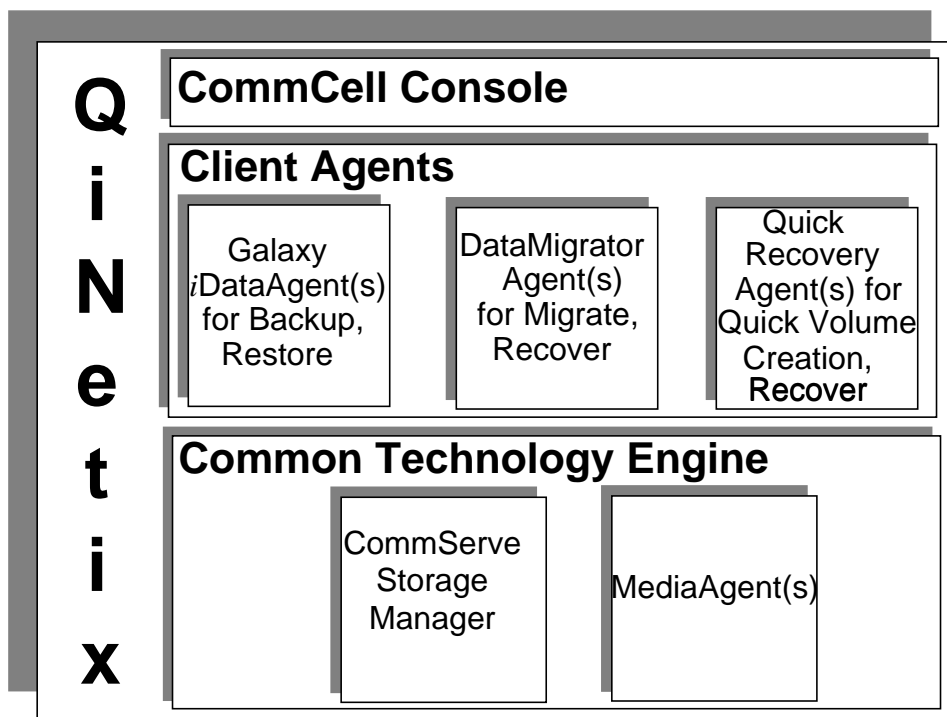 QiNetix
CommCell Console
Client Agents
Galaxy
iDataAgent(s)
for Backup,
Restore
DataMigrator
Agent(s)
for Migrate,
Recover
Quick
Recovery
Agent(s) for
Quick Volume
Creation,
Recover
Common Technology Engine
CommServe
Storage
Manager
MediaAgent(s)